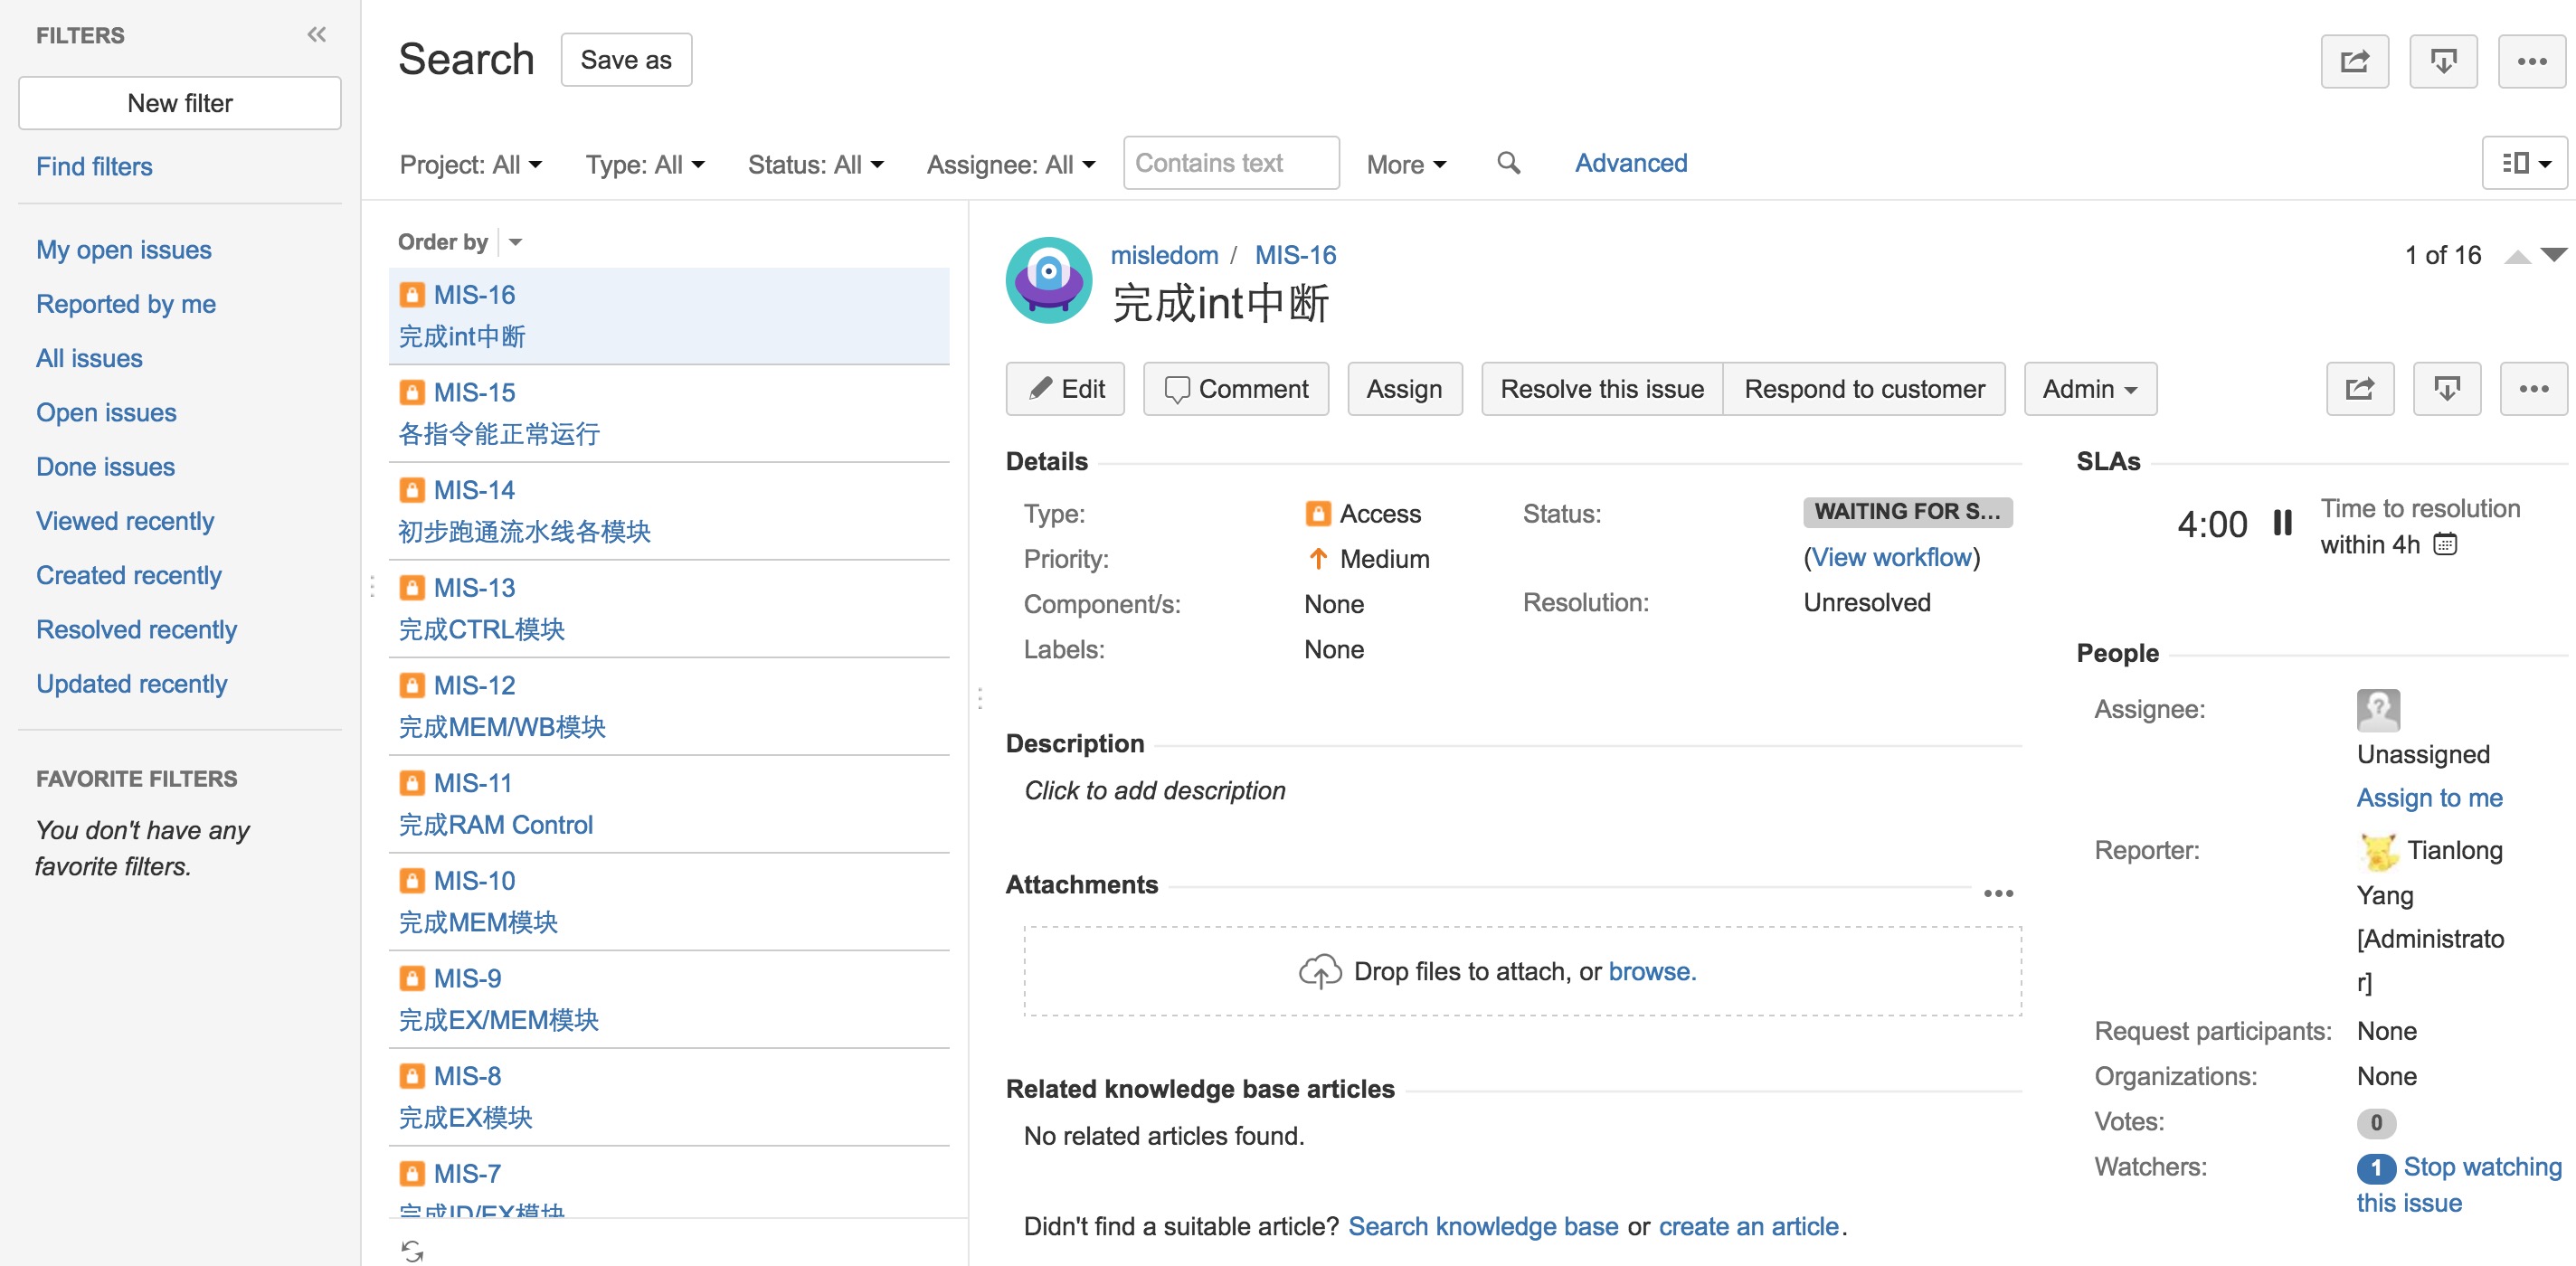 FILTERS
New filter
Find filters
My open issues
Reported by me
All issues
Open issues
Done issues
Viewed recently
Created recently
Resolved recently
Updated recently
FAVORITE FILTERS
You don't have any
favorite filters.
Search
Save as
Project: All
Type: All
Status: All
Assignee: All
Contains text
More
Advanced
Order by
MIS-16
完成int中断
MIS-15
各指令能正常运行
MIS-14
初步跑通流水线各模块
MIS-13
完成CTRL模块
MIS-12
完成MEM/WB模块
MIS-11
完成RAM Control
MIS-10
完成MEM模块
MIS-9
完成EX/MEM模块
MIS-8
完成EX模块
MIS-7
完成ID/EX模块
misledom / MIS-16
1 of 16
完成int中断
Edit
Comment
Assign
Resolve this issue
Respond to customer
Admin
Details
Type: Access
Priority: Medium
Component/s: None
Labels: None
Status: WAITING FOR S...
(View workflow)
Resolution: Unresolved
Description
Click to add description
Attachments
Drop files to attach, or browse.
Related knowledge base articles
No related articles found.
Didn't find a suitable article? Search knowledge base or create an article.
SLAs
4:00
Time to resolution
within 4h
People
Assignee:
Unassigned
Assign to me
Reporter: Tianlong
Yang
[Administrato
r]
Request participants: None
Organizations: None
Votes: 0
Watchers: 1 Stop watching
this issue